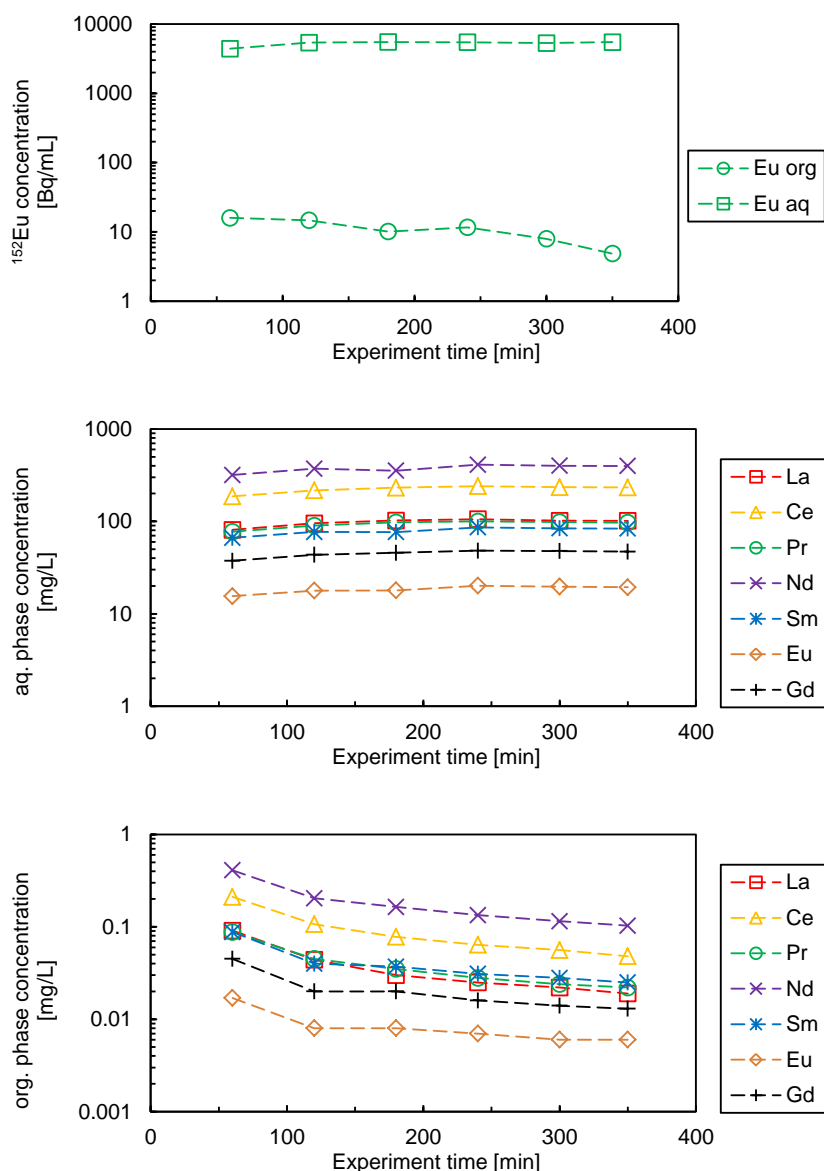 10000
1000
100
10
1
¹⁵²Eu concentration
[Bq/mL]
0 100 200 300 400
Experiment time [min]
Eu org
Eu aq
1000
100
10
1
aq. phase concentration
[mg/L]
0 100 200 300 400
Experiment time [min]
La
Ce
Pr
Nd
Sm
Eu
Gd
1
0.1
0.01
0.001
org. phase concentration
[mg/L]
0 100 200 300 400
Experiment time [min]
La
Ce
Pr
Nd
Sm
Eu
Gd